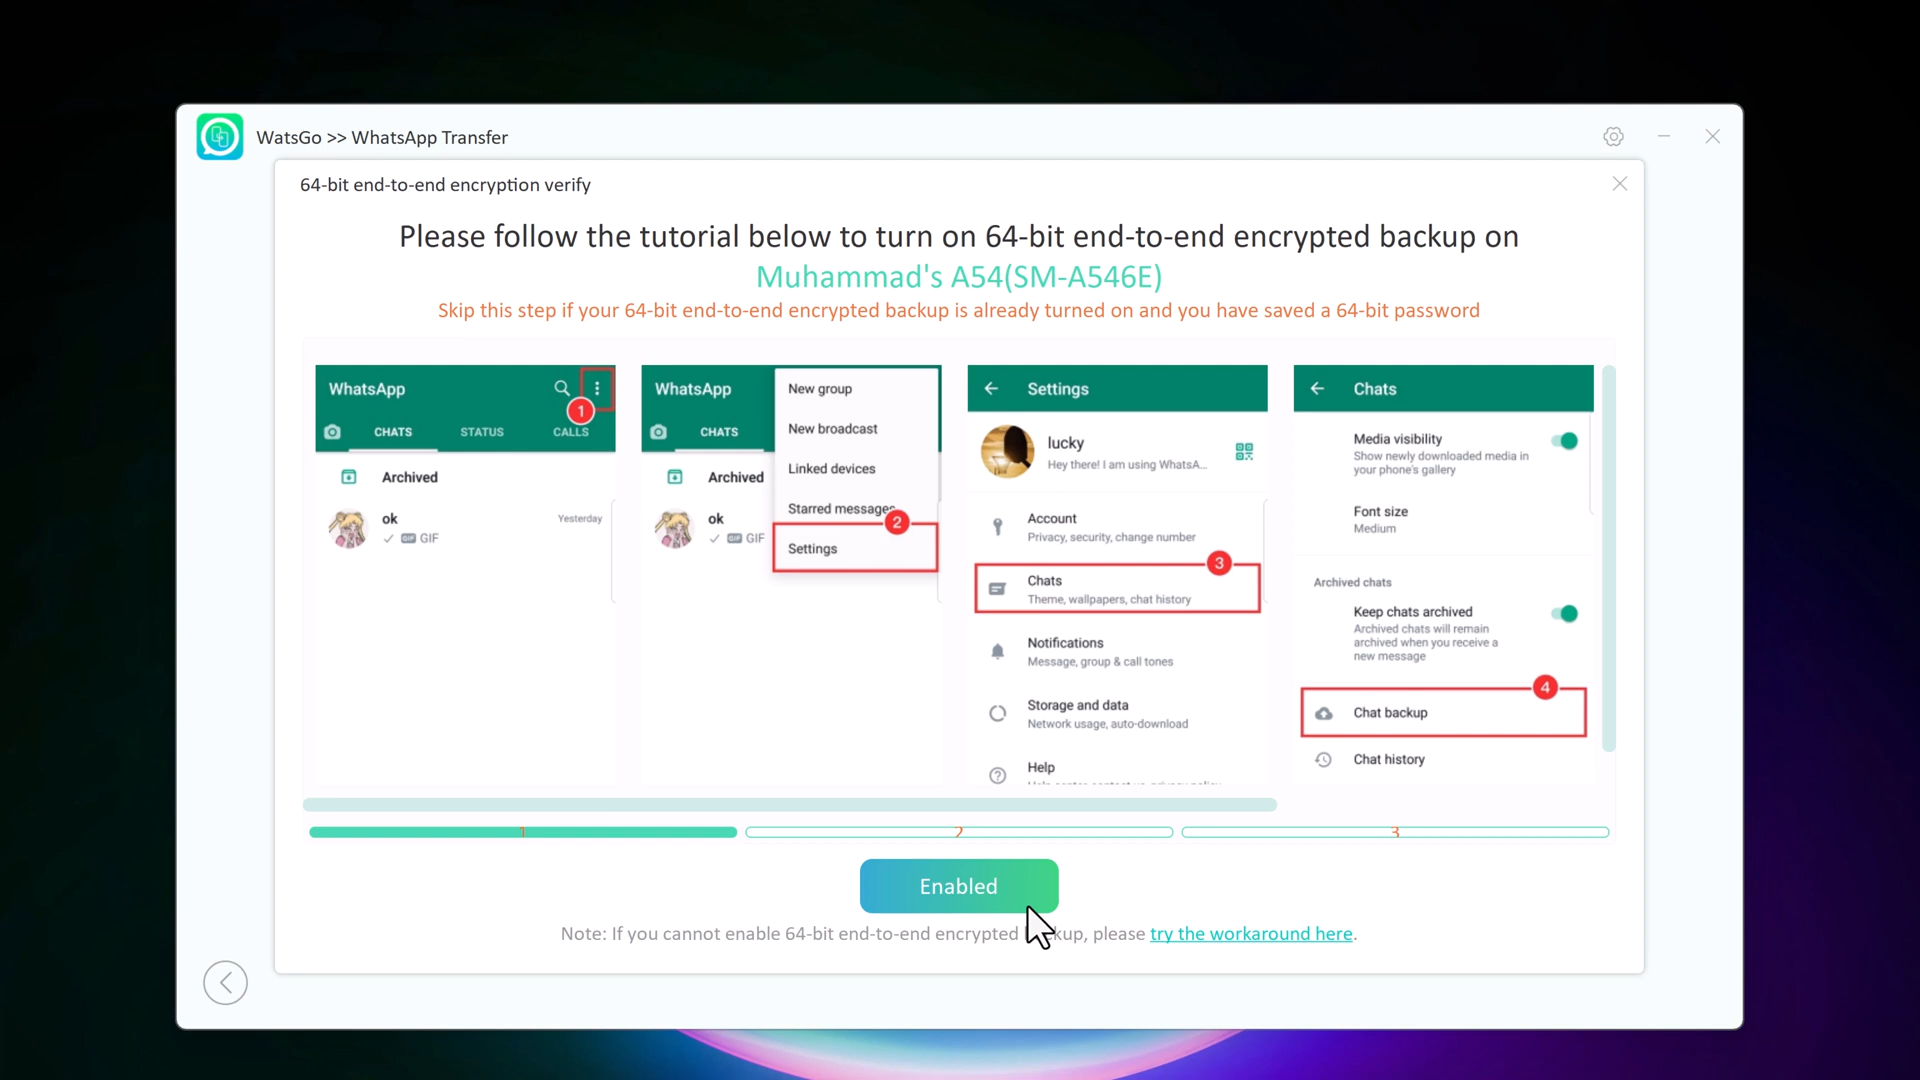 WatsGo >> WhatsApp Transfer
64-bit end-to-end encryption verify
Please follow the tutorial below to turn on 64-bit end-to-end encrypted backup on
Muhammad's A54(SM-A546E)
Skip this step if your 64-bit end-to-end encrypted backup is already turned on and you have saved a 64-bit password
WhatsApp
1
CHATS STATUS CALLS
Archived
ok Yesterday
GIF GIF
WhatsApp
CHATS
Archived
ok
GIF GIF
New group
New broadcast
Linked devices
Starred messages
2
Settings
Settings
lucky
Hey there! I am using WhatsA...
Account
Privacy, security, change number
3
Chats
Theme, wallpapers, chat history
Notifications
Message, group & call tones
Storage and data
Network usage, auto-download
Help
Chats
Media visibility
Show newly downloaded media in
your phone's gallery
Font size
Medium
Archived chats
Keep chats archived
Archived chats will remain
archived when you receive a
new message
4
Chat backup
Chat history
1 2 3
Enabled
Note: If you cannot enable 64-bit end-to-end encrypted kup, please try the workaround here.